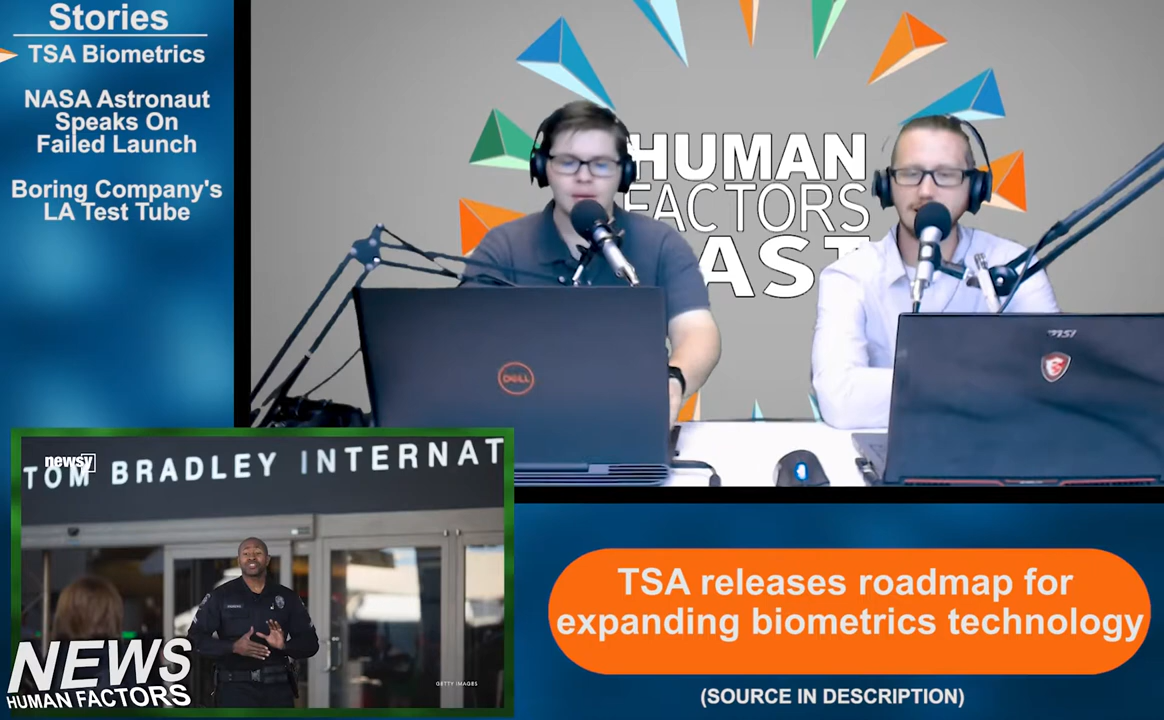 Stories
TSA Biometrics
NASA Astronaut
Speaks On
Failed Launch
Boring Company's
LA Test Tube
HUMAN
FACTORS
AST
DELL
msi
newsy
TOM BRADLEY INTERNAT
GETTY IMAGES
NEWS
HUMAN FACTORS
TSA releases roadmap for
expanding biometrics technology
(SOURCE IN DESCRIPTION)